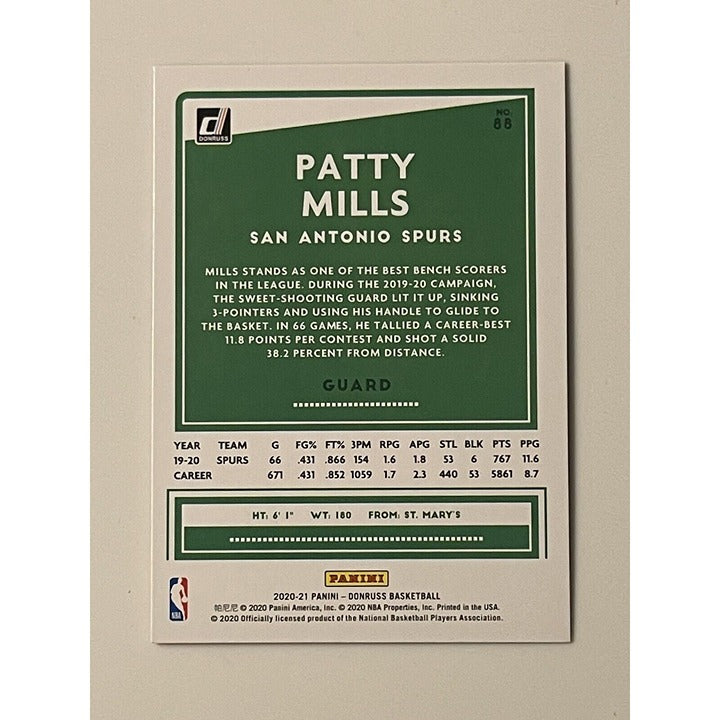 DONRUSS
NO.
88
PATTY
MILLS
SAN ANTONIO SPURS
MILLS STANDS AS ONE OF THE BEST BENCH SCORERS
IN THE LEAGUE. DURING THE 2019-20 CAMPAIGN,
THE SWEET-SHOOTING GUARD LIT IT UP, SINKING
3-POINTERS AND USING HIS HANDLE TO GLIDE TO
THE BASKET. IN 66 GAMES, HE TALLIED A CAREER-BEST
11.8 POINTS PER CONTEST AND SHOT A SOLID
38.2 PERCENT FROM DISTANCE.
GUARD
YEAR TEAM G FG% FT% 3PM RPG APG STL BLK PTS PPG
19-20 SPURS 66 .431 .866 154 1.6 1.8 53 6 767 11.6
CAREER 671 .431 .852 1059 1.7 2.3 440 53 5861 8.7
HT: 6' 1" WT: 180 FROM: ST. MARY'S
PANINI
2020-21 PANINI – DONRUSS BASKETBALL
帕尼尼 © 2020 Panini America, Inc. © 2020 NBA Properties, Inc. Printed in the USA.
© 2020 Officially licensed product of the National Basketball Players Association.
NBA